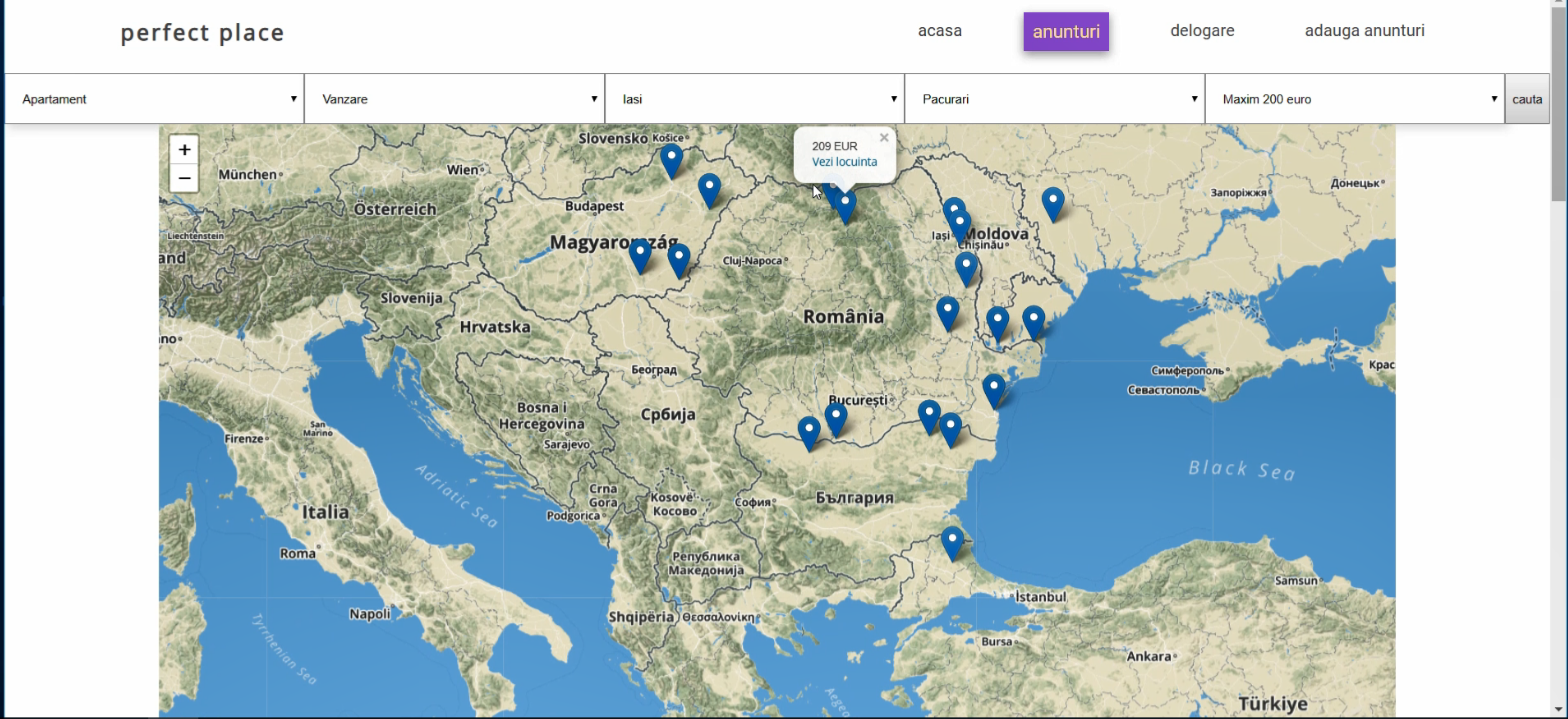 perfect place
acasa
anunturi
delogare
adauga anunturi
Apartament
Vanzare
Iasi
Pacurari
Maxim 200 euro
cauta
+
−
209 EUR
Vezi locuinta
Slovensko
Košice
München
Wien
Österreich
Budapest
Запоріжжя
Донецьк
Liechtenstein
Magyarország
Iași
Moldova
Chișinău
Cluj-Napoca
Slovenija
Hrvatska
România
Београд
Симферополь
Севастополь
Крас
Bosna i
Hercegovina
Србија
București
San
Marino
Firenze
Sarajevo
Black Sea
Adriatic Sea
Crna
Gora
Kosovë
Косово
София
България
Italia
Podgorica
Roma
Република
Македонија
Samsun
İstanbul
Napoli
Shqipëria
Θεσσαλονίκη
Bursa
Ankara
Tyrrhenian Sea
Türkiye